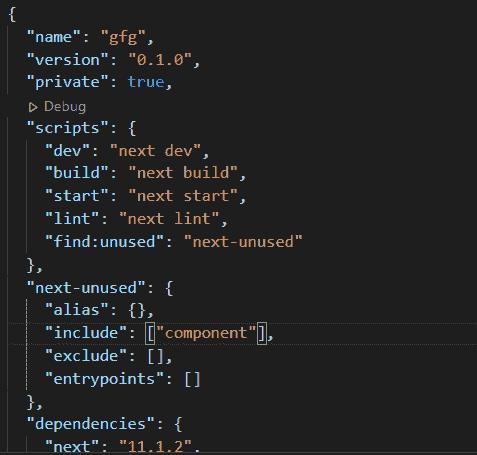 {
"name": "gfg",
"version": "0.1.0",
"private": true,
Debug
"scripts": {
"dev": "next dev",
"build": "next build",
"start": "next start",
"lint": "next lint",
"find:unused": "next-unused"
},
"next-unused": {
"alias": {},
"include": ["component"],
"exclude": [],
"entrypoints": []
},
"dependencies": {
"next": "11.1.2",